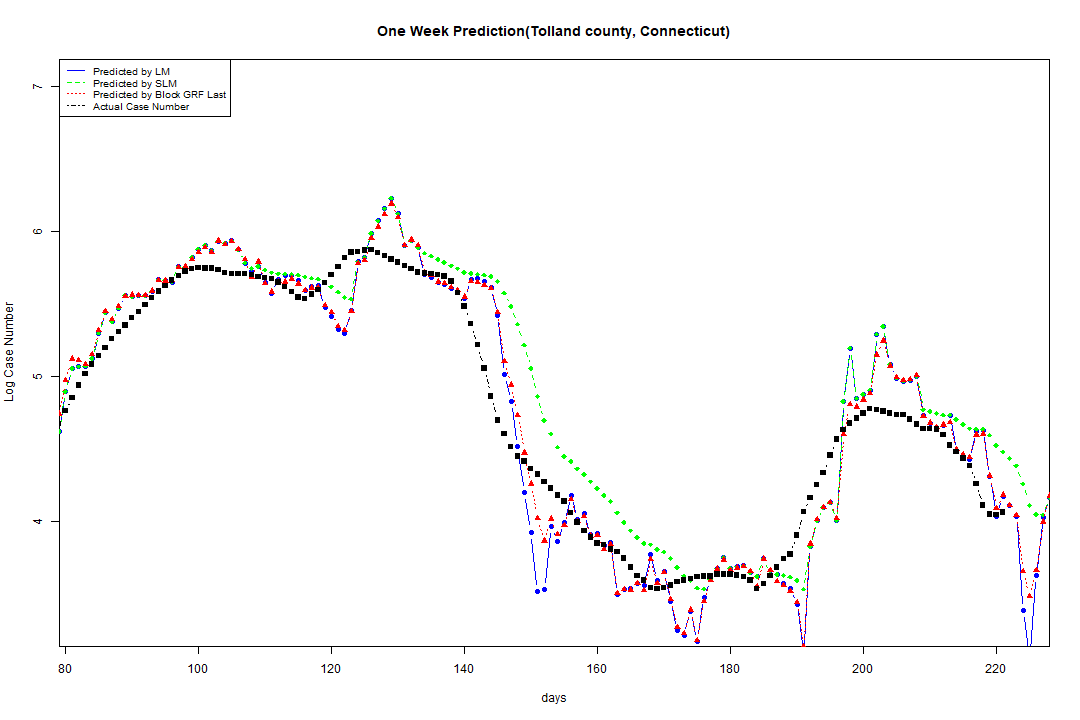 One Week Prediction(Tolland county, Connecticut)
Predicted by LM
Predicted by SLM
Predicted by Block GRF Last
Actual Case Number
7
6
5
4
Log Case Number
80 100 120 140 160 180 200 220
days